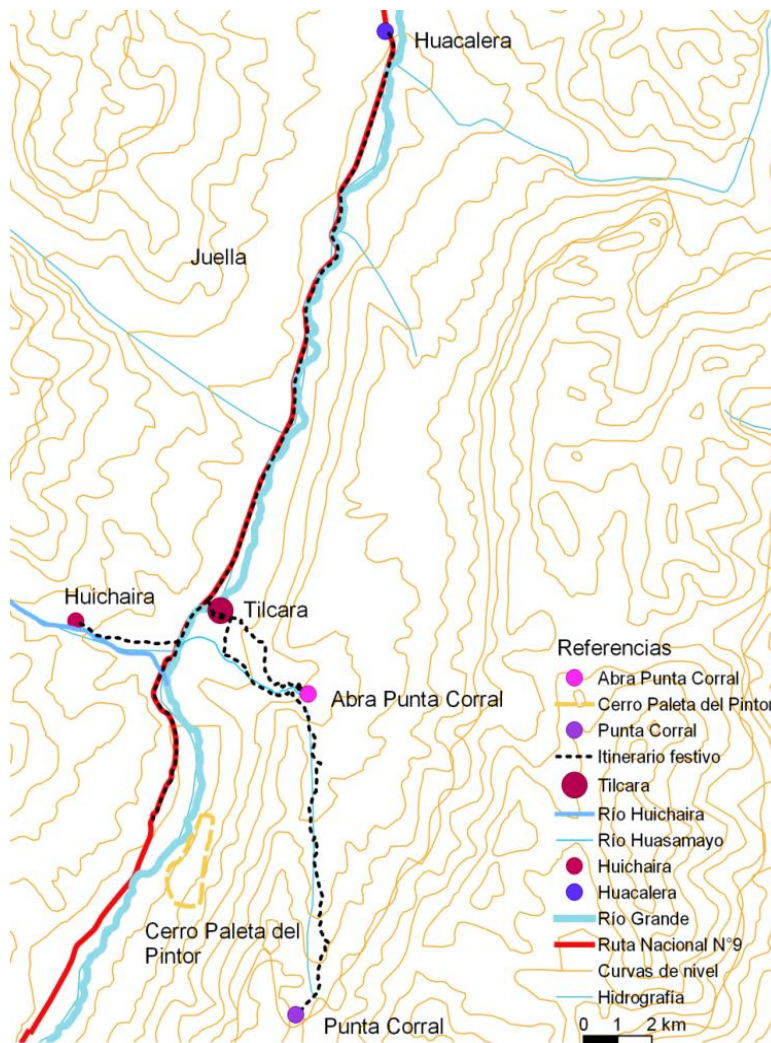 Huacalera
Juella
Huichaira
Tilcara
Abra Punta Corral
Cerro Paleta del
Pintor
Punta Corral
Referencias
Abra Punta Corral
Cerro Paleta del Pintor
Punta Corral
Itinerario festivo
Tilcara
Río Huichaira
Río Huasamayo
Huichaira
Huacalera
Río Grande
Ruta Nacional N°9
Curvas de nivel
Hidrografía
0 1 2 km